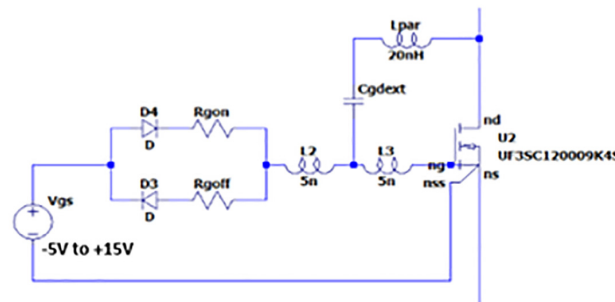 Lpar
20nH
Cgdext
nd
D4
Rgon
U2
D
L2
L3
UF3SC120009K4S
5n
5n
ng
nss
ns
D3
Rgoff
D
Vgs
-5V to +15V